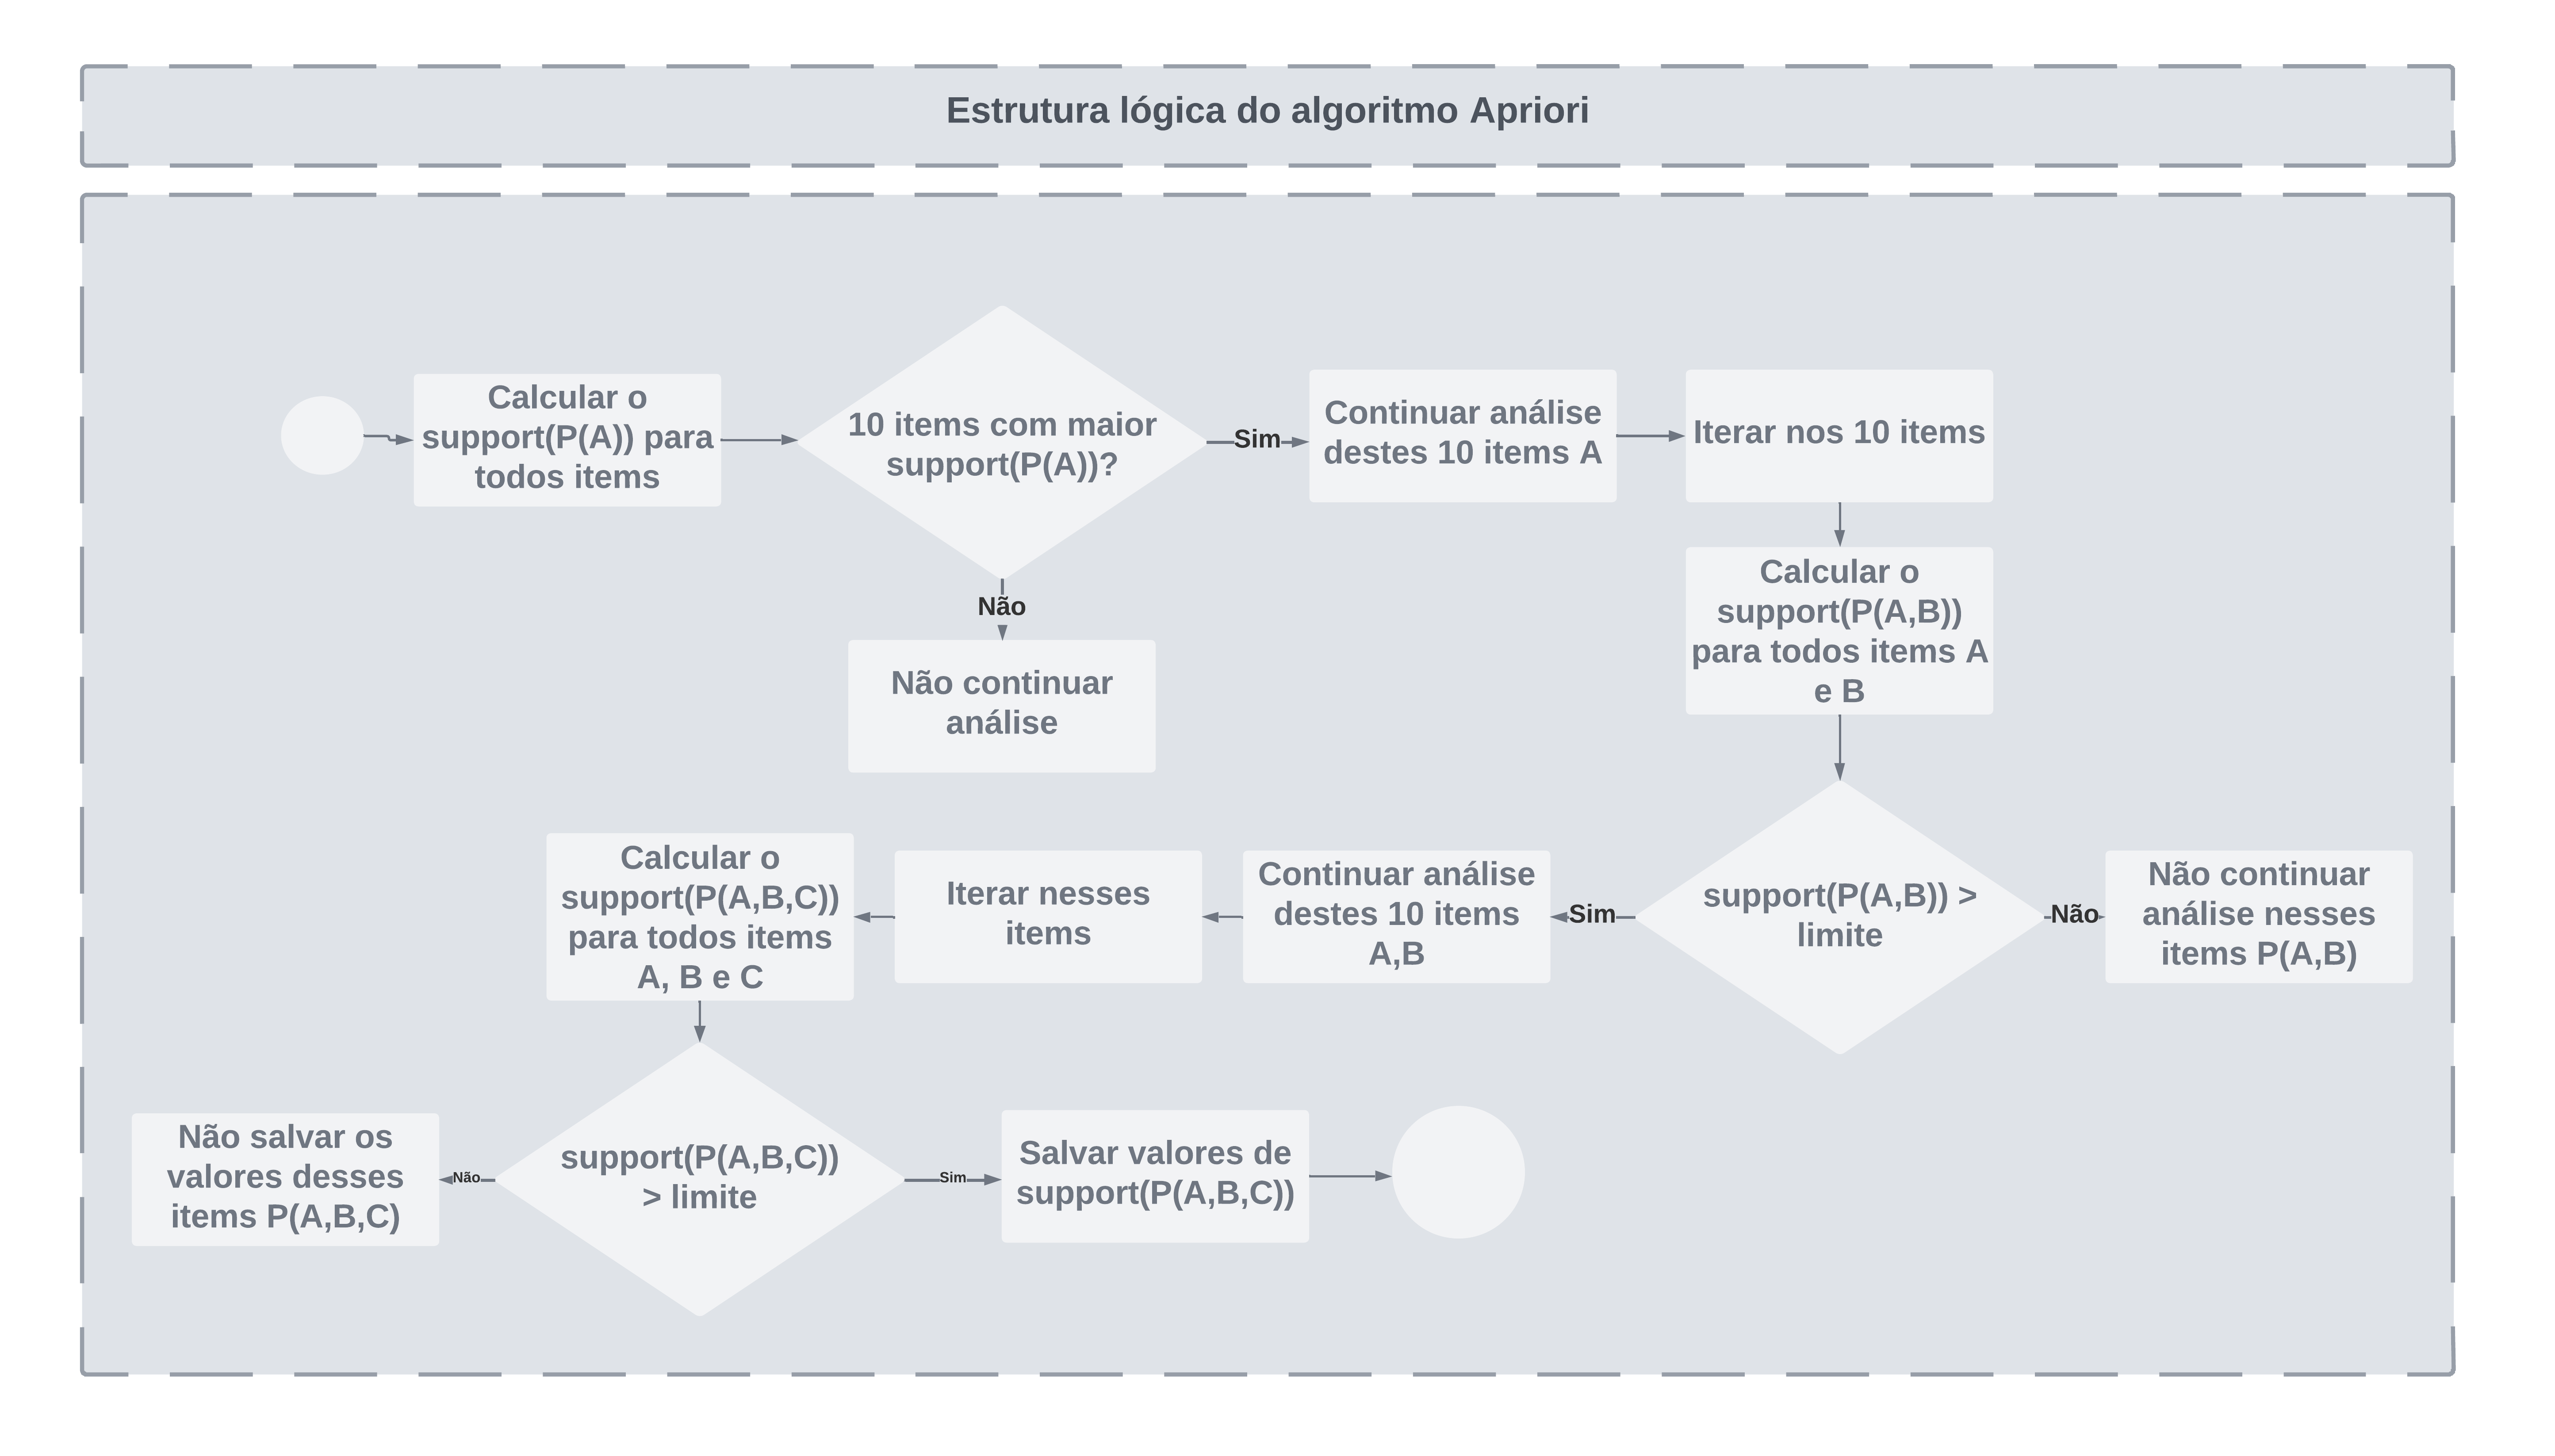 Estrutura lógica do algoritmo Apriori
Calcular o
support(P(A)) para
todos items
10 items com maior
support(P(A))?
Sim
Continuar análise
destes 10 items A
Iterar nos 10 items
Não
Não continuar
análise
Calcular o
support(P(A,B))
para todos items A
e B
support(P(A,B)) >
limite
Não
Não continuar
análise nesses
items P(A,B)
Sim
Continuar análise
destes 10 items
A,B
Iterar nesses
items
Calcular o
support(P(A,B,C))
para todos items
A, B e C
support(P(A,B,C))
> limite
Não
Não salvar os
valores desses
items P(A,B,C)
Sim
Salvar valores de
support(P(A,B,C))